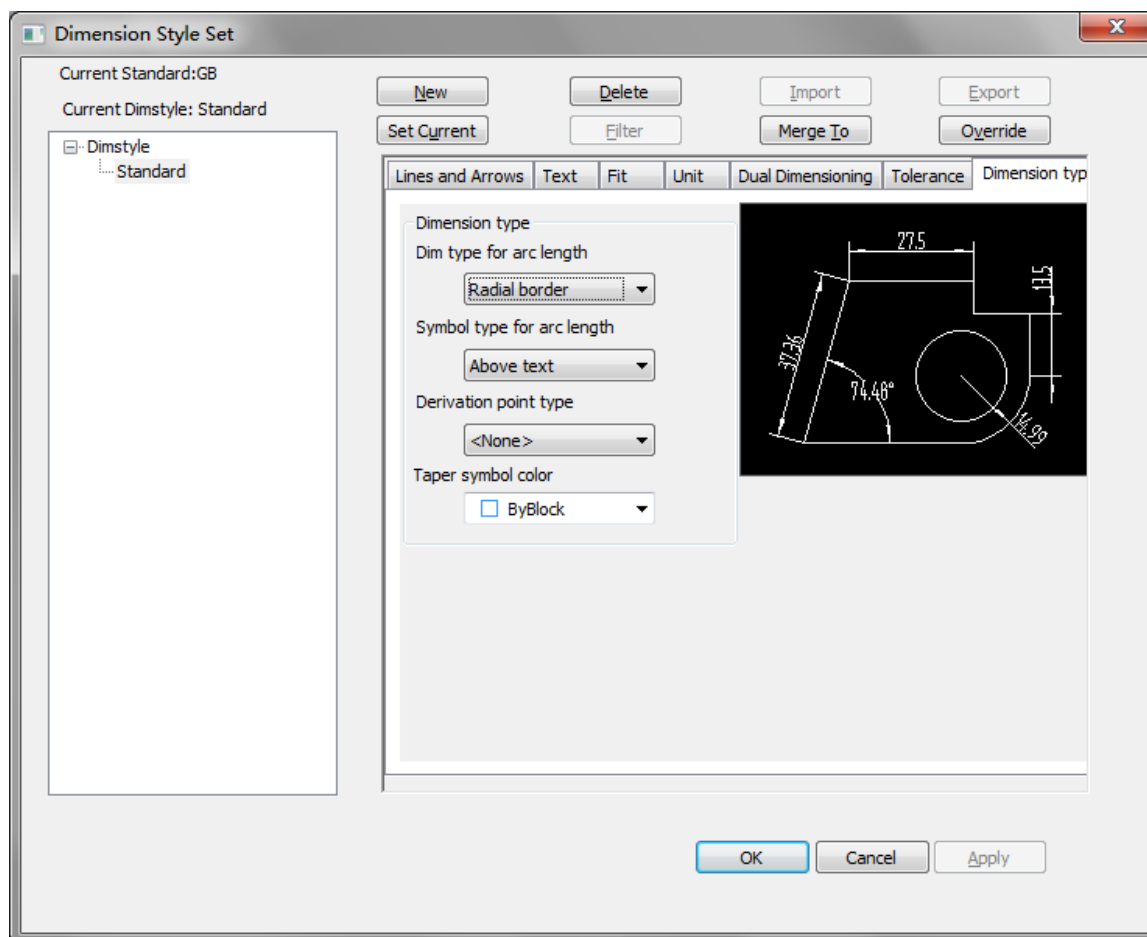 Dimension Style Set
Current Standard:GB
Current Dimstyle: Standard
New Delete Import Export
Set Current Filter Merge To Override
Dimstyle
Standard
Lines and Arrows Text Fit Unit Dual Dimensioning Tolerance Dimension typ
Dimension type
Dim type for arc length
Radial border
Symbol type for arc length
Above text
Derivation point type
<None>
Taper symbol color
ByBlock
27.5
13.5
37.36
74.46°
14.99
OK Cancel Apply